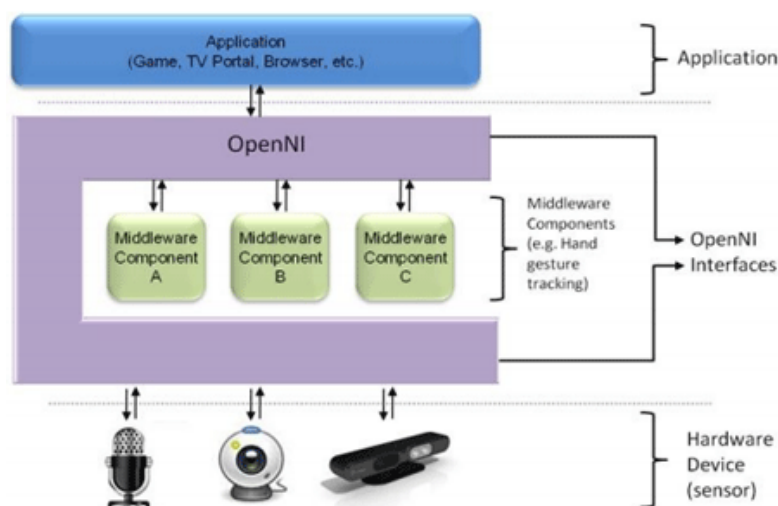 Application
(Game, TV Portal, Browser, etc.)
Application
OpenNI
Middleware
Component
A
Middleware
Component
B
Middleware
Component
C
Middleware
Components
(e.g. Hand
gesture
tracking)
OpenNI
Interfaces
Hardware
Device
(sensor)